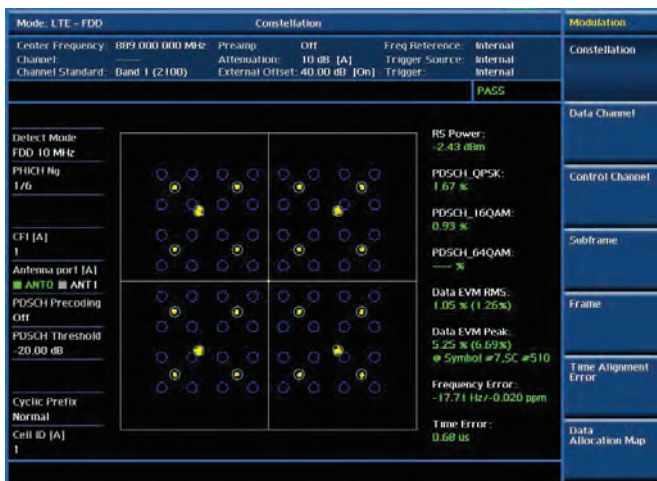 Mode: LTE - FDD
Constellation
Modulation
Center Frequency: 889.000 000 MHz
Preamp: Off
Freq Reference: Internal
Channel: ----
Attenuation: 10 dB [A]
Trigger Source: Internal
Channel Standard: Band 1 (2100)
External Offset: 40.00 dB [On]
Trigger: Internal
PASS
Detect Mode
FDD 10 MHz
PHICH Ng
1/6
CFI [A]
1
Antenna port [A]
ANT0 ANT1
PDSCH Precoding
Off
PDSCH Threshold
-20.00 dB
Cyclic Prefix
Normal
Cell ID [A]
1
RS Power:
-2.43 dBm
PDSCH_QPSK:
1.67 %
PDSCH_16QAM:
0.93 %
PDSCH_64QAM:
---- %
Data EVM RMS:
1.05 % (1.26%)
Data EVM Peak:
5.25 % (6.69%)
@ Symbol #7,SC #510
Frequency Error:
-17.71 Hz/-0.020 ppm
Time Error:
0.68 us
Constellation
Data Channel
Control Channel
Subframe
Frame
Time Alignment
Error
Data
Allocation Map